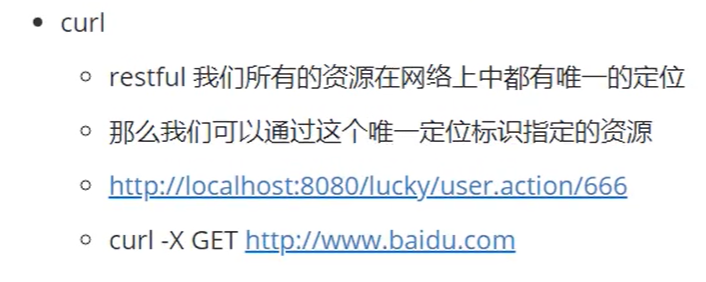 curl
restful 我们所有的资源在网络上中都有唯一的定位
那么我们可以通过这个唯一定位标识指定的资源
http://localhost:8080/lucky/user.action/666
curl -X GET http://www.baidu.com